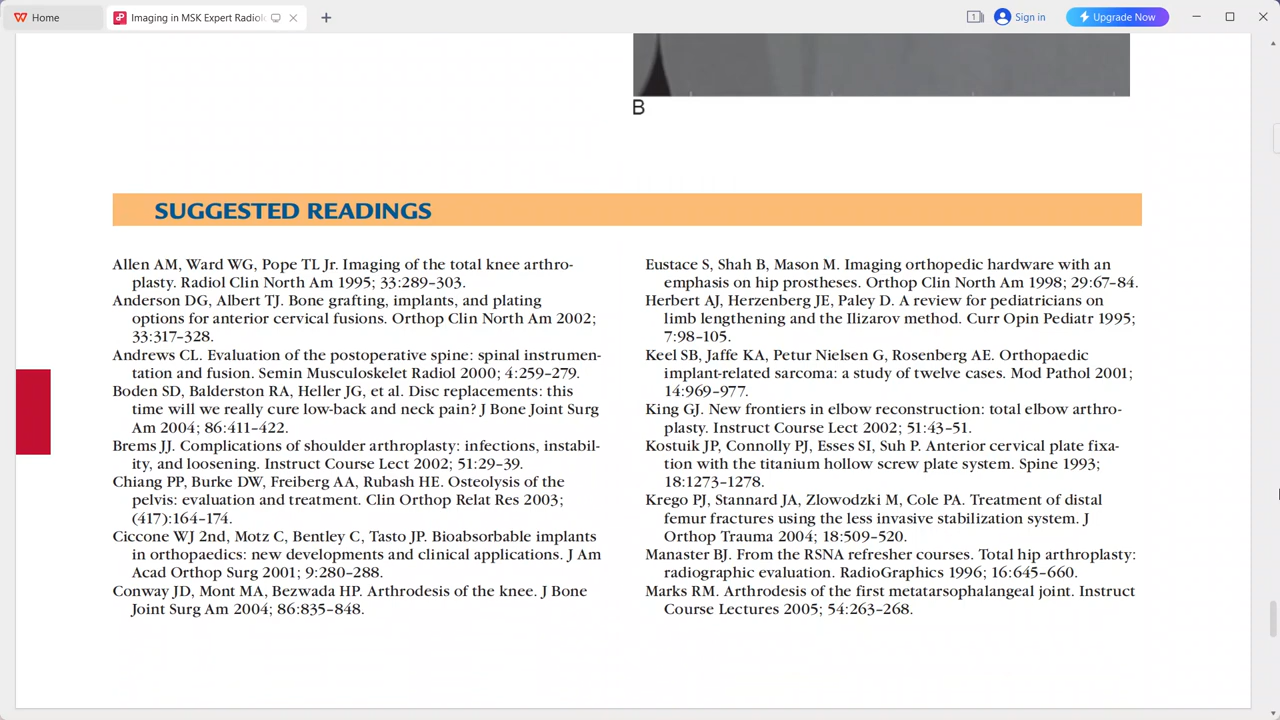 Home
Imaging in MSK Expert Radiol
1
Sign in
Upgrade Now
B
SUGGESTED READINGS
Allen AM, Ward WG, Pope TL Jr. Imaging of the total knee arthro-
plasty. Radiol Clin North Am 1995; 33:289–303.
Anderson DG, Albert TJ. Bone grafting, implants, and plating
options for anterior cervical fusions. Orthop Clin North Am 2002;
33:317–328.
Andrews CL. Evaluation of the postoperative spine: spinal instrumen-
tation and fusion. Semin Musculoskelet Radiol 2000; 4:259–279.
Boden SD, Balderston RA, Heller JG, et al. Disc replacements: this
time will we really cure low-back and neck pain? J Bone Joint Surg
Am 2004; 86:411–422.
Brems JJ. Complications of shoulder arthroplasty: infections, instabil-
ity, and loosening. Instruct Course Lect 2002; 51:29–39.
Chiang PP, Burke DW, Freiberg AA, Rubash HE. Osteolysis of the
pelvis: evaluation and treatment. Clin Orthop Relat Res 2003;
(417):164–174.
Ciccone WJ 2nd, Motz C, Bentley C, Tasto JP. Bioabsorbable implants
in orthopaedics: new developments and clinical applications. J Am
Acad Orthop Surg 2001; 9:280–288.
Conway JD, Mont MA, Bezwada HP. Arthrodesis of the knee. J Bone
Joint Surg Am 2004; 86:835–848.
Eustace S, Shah B, Mason M. Imaging orthopedic hardware with an
emphasis on hip prostheses. Orthop Clin North Am 1998; 29:67–84.
Herbert AJ, Herzenberg JE, Paley D. A review for pediatricians on
limb lengthening and the Ilizarov method. Curr Opin Pediatr 1995;
7:98–105.
Keel SB, Jaffe KA, Petur Nielsen G, Rosenberg AE. Orthopaedic
implant-related sarcoma: a study of twelve cases. Mod Pathol 2001;
14:969–977.
King GJ. New frontiers in elbow reconstruction: total elbow arthro-
plasty. Instruct Course Lect 2002; 51:43–51.
Kostuik JP, Connolly PJ, Esses SI, Suh P. Anterior cervical plate fixa-
tion with the titanium hollow screw plate system. Spine 1993;
18:1273–1278.
Krego PJ, Stannard JA, Zlowodzki M, Cole PA. Treatment of distal
femur fractures using the less invasive stabilization system. J
Orthop Trauma 2004; 18:509–520.
Manaster BJ. From the RSNA refresher courses. Total hip arthroplasty:
radiographic evaluation. RadioGraphics 1996; 16:645–660.
Marks RM. Arthrodesis of the first metatarsophalangeal joint. Instruct
Course Lectures 2005; 54:263–268.